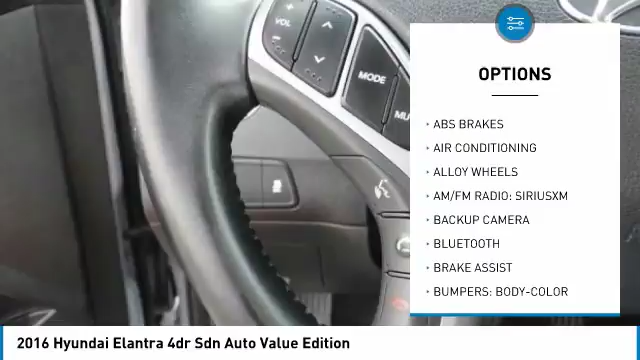 VOL
MODE
MU
OPTIONS
ABS BRAKES
AIR CONDITIONING
ALLOY WHEELS
AM/FM RADIO: SIRIUSXM
BACKUP CAMERA
BLUETOOTH
BRAKE ASSIST
BUMPERS: BODY-COLOR
2016 Hyundai Elantra 4dr Sdn Auto Value Edition